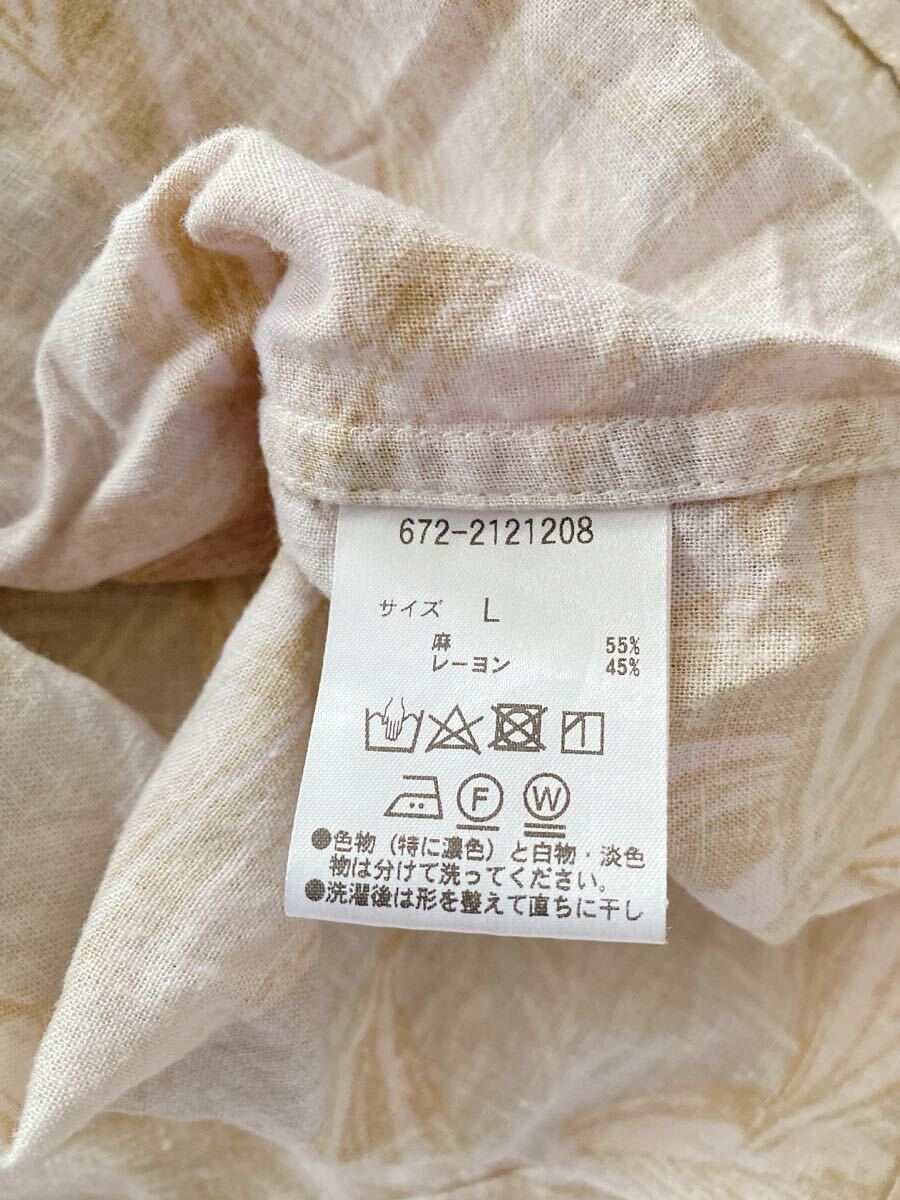 672-2121208
サイズ L
麻 55%
レーヨン 45%
F W
●色物（特に濃色）と白物・淡色
物は分けて洗ってください。
●洗濯後は形を整えて直ちに干し